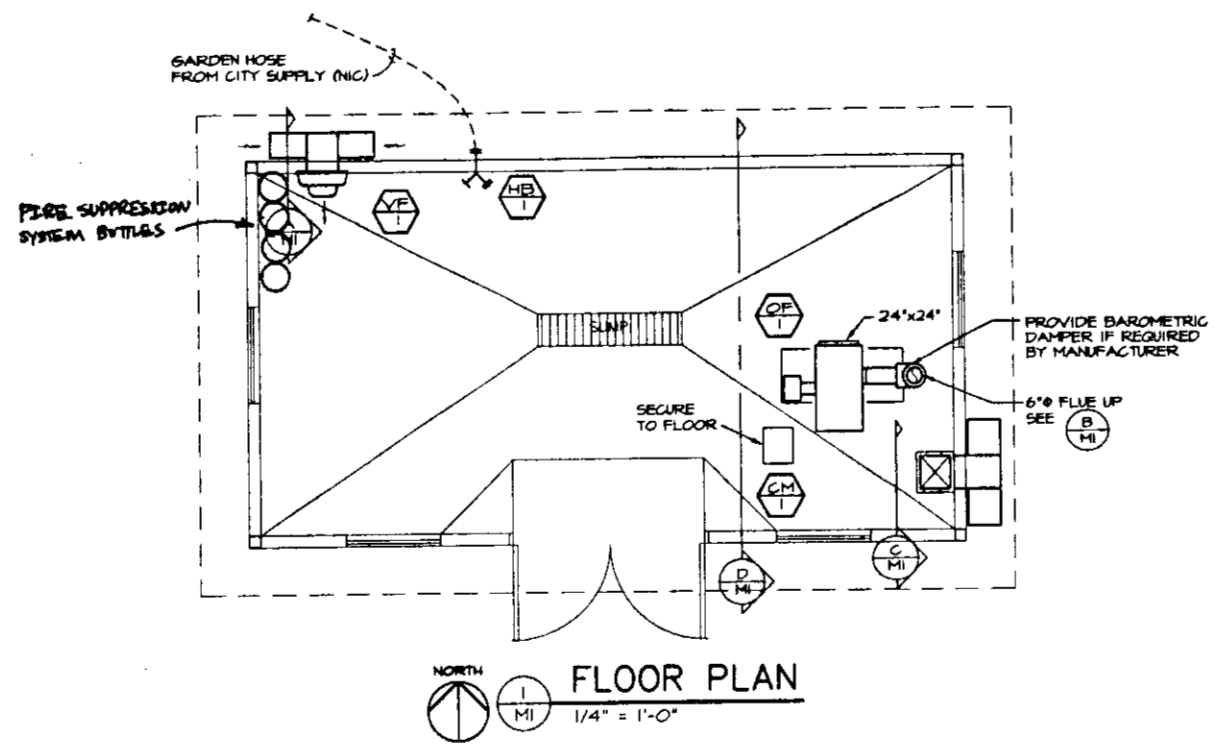 GARDEN HOSE
FROM CITY SUPPLY (NIC)
FIRE SUPPRESSION
SYSTEM BOTTLES
VF
1
HB
1
M1
SUMP
OF
1
24"x24"
PROVIDE BAROMETRIC
DAMPER IF REQUIRED
BY MANUFACTURER
6"Φ FLUE UP
SEE
B
M1
SECURE
TO FLOOR
CM
1
C
M1
D
M1
NORTH
1
M1
FLOOR PLAN
1/4" = 1'-0"